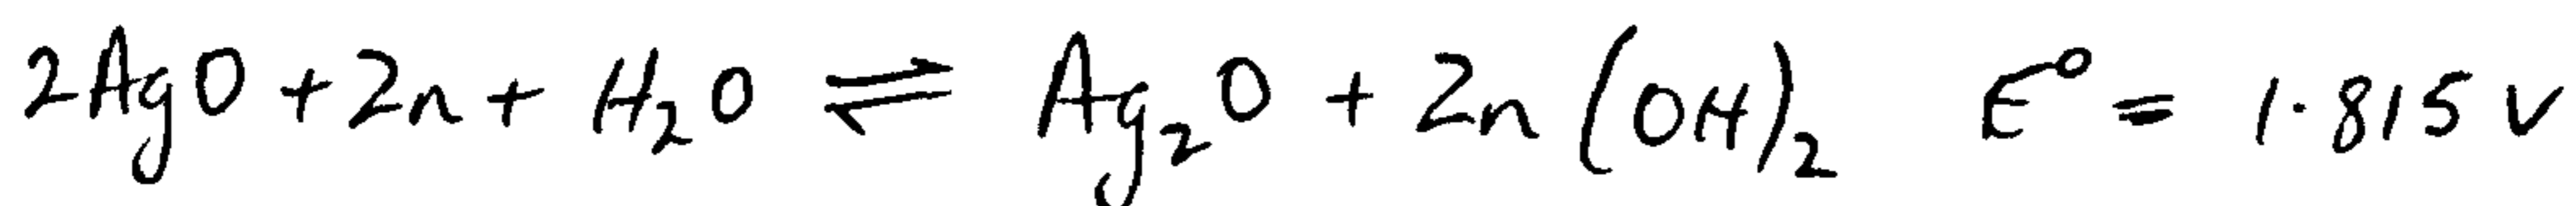 2AgO + Zn + H₂O ⇌ Ag₂O + Zn(OH)₂ E° = 1.815 V